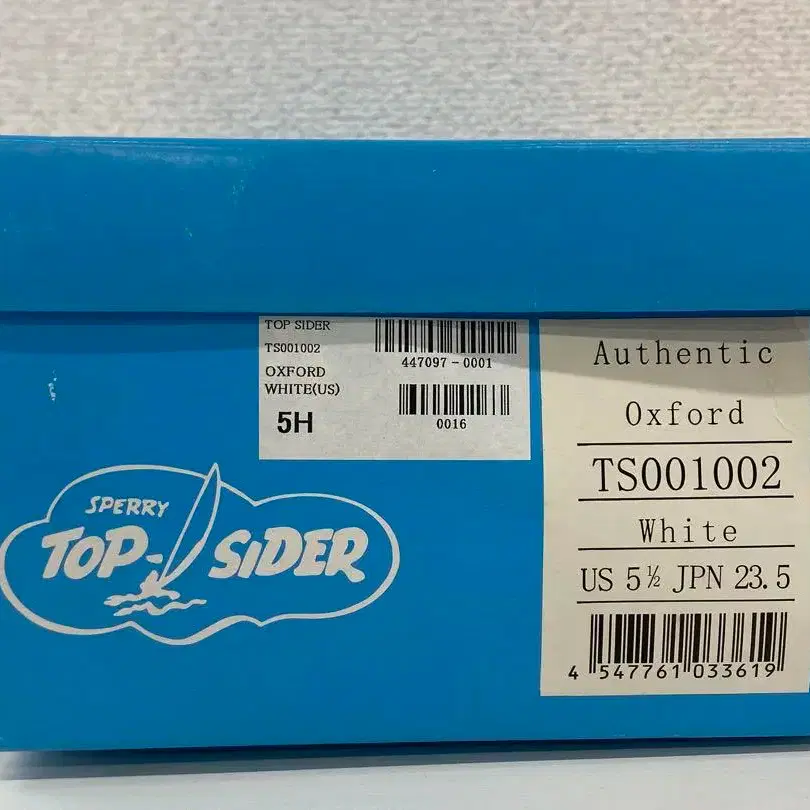 TOP SIDER
TS001002
447097-0001
OXFORD
WHITE(US)
5H
0016
SPERRY
TOP-SIDER
Authentic
Oxford
TS001002
White
US 5½ JPN 23.5
4 547761 033619